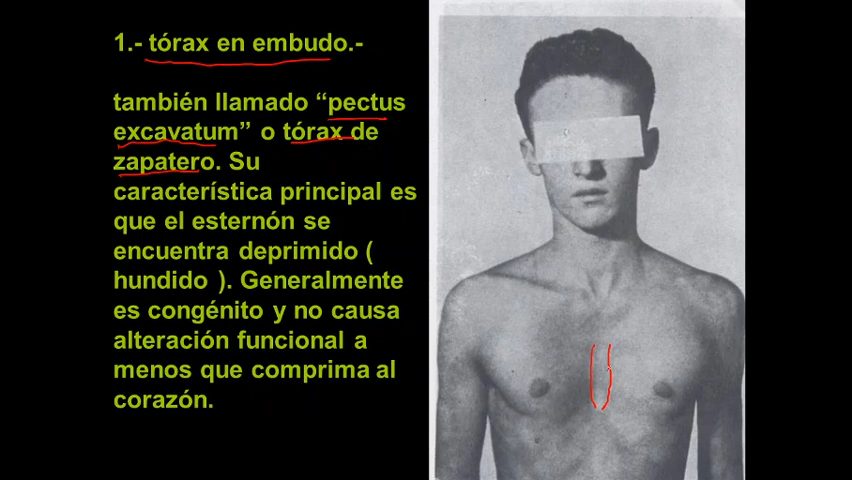 1.- tórax en embudo.-
también llamado “pectus
excavatum” o tórax de
zapatero. Su
característica principal es
que el esternón se
encuentra deprimido (
hundido ). Generalmente
es congénito y no causa
alteración funcional a
menos que comprima al
corazón.